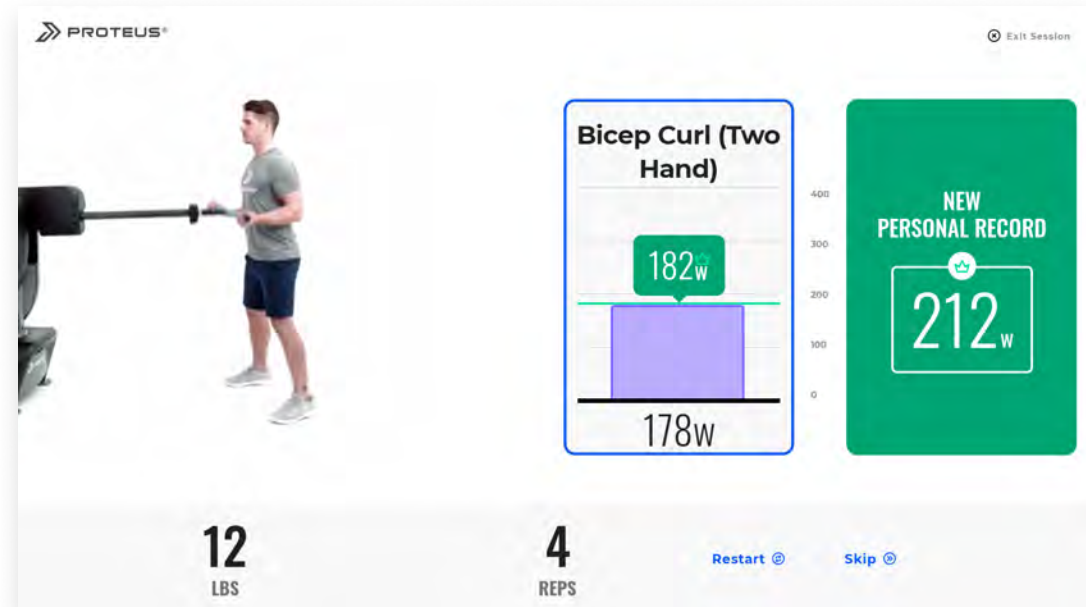 PROTEUS®
Exit Session
Bicep Curl (Two
Hand)
400
300
200
100
0
182w
178w
NEW
PERSONAL RECORD
212w
12
LBS
4
REPS
Restart
Skip